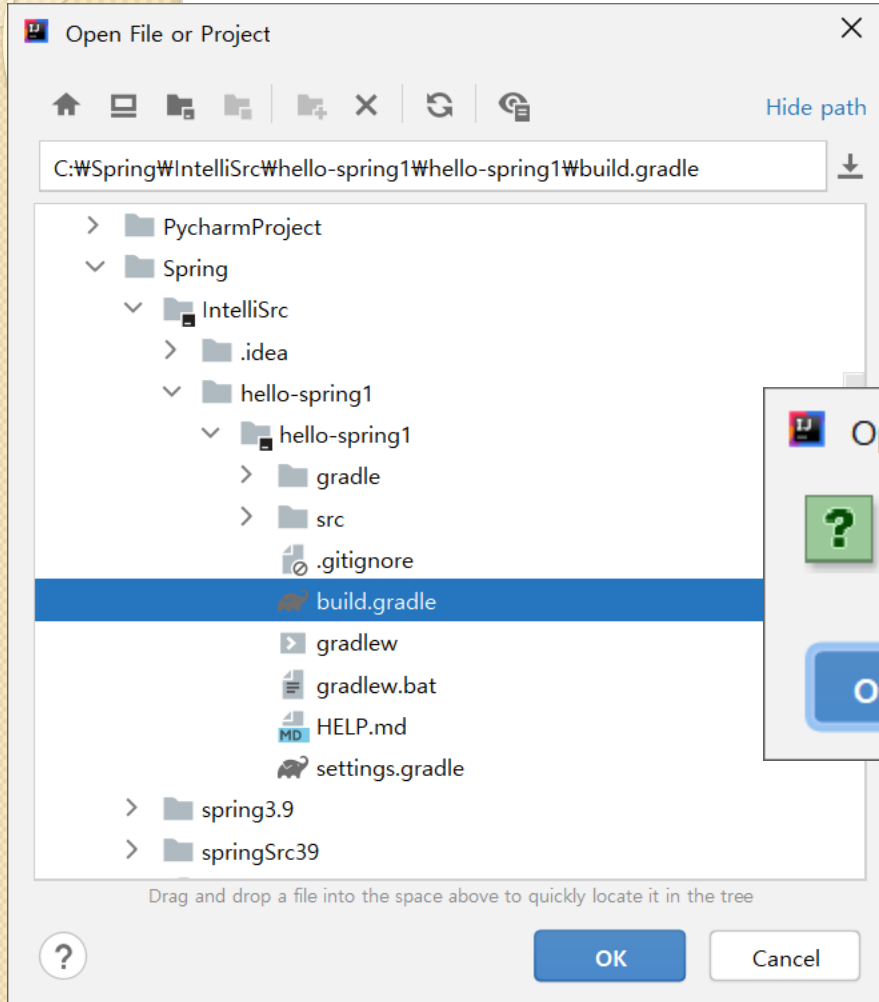 Open File or Project
Hide path
C:₩Spring₩IntelliSrc₩hello-spring1₩hello-spring1₩build.gradle
PycharmProject
Spring
IntelliSrc
.idea
hello-spring1
hello-spring1
gradle
src
.gitignore
build.gradle
gradlew
gradlew.bat
MD HELP.md
settings.gradle
spring3.9
springSrc39
Drag and drop a file into the space above to quickly locate it in the tree
? OK Cancel
IJ
?